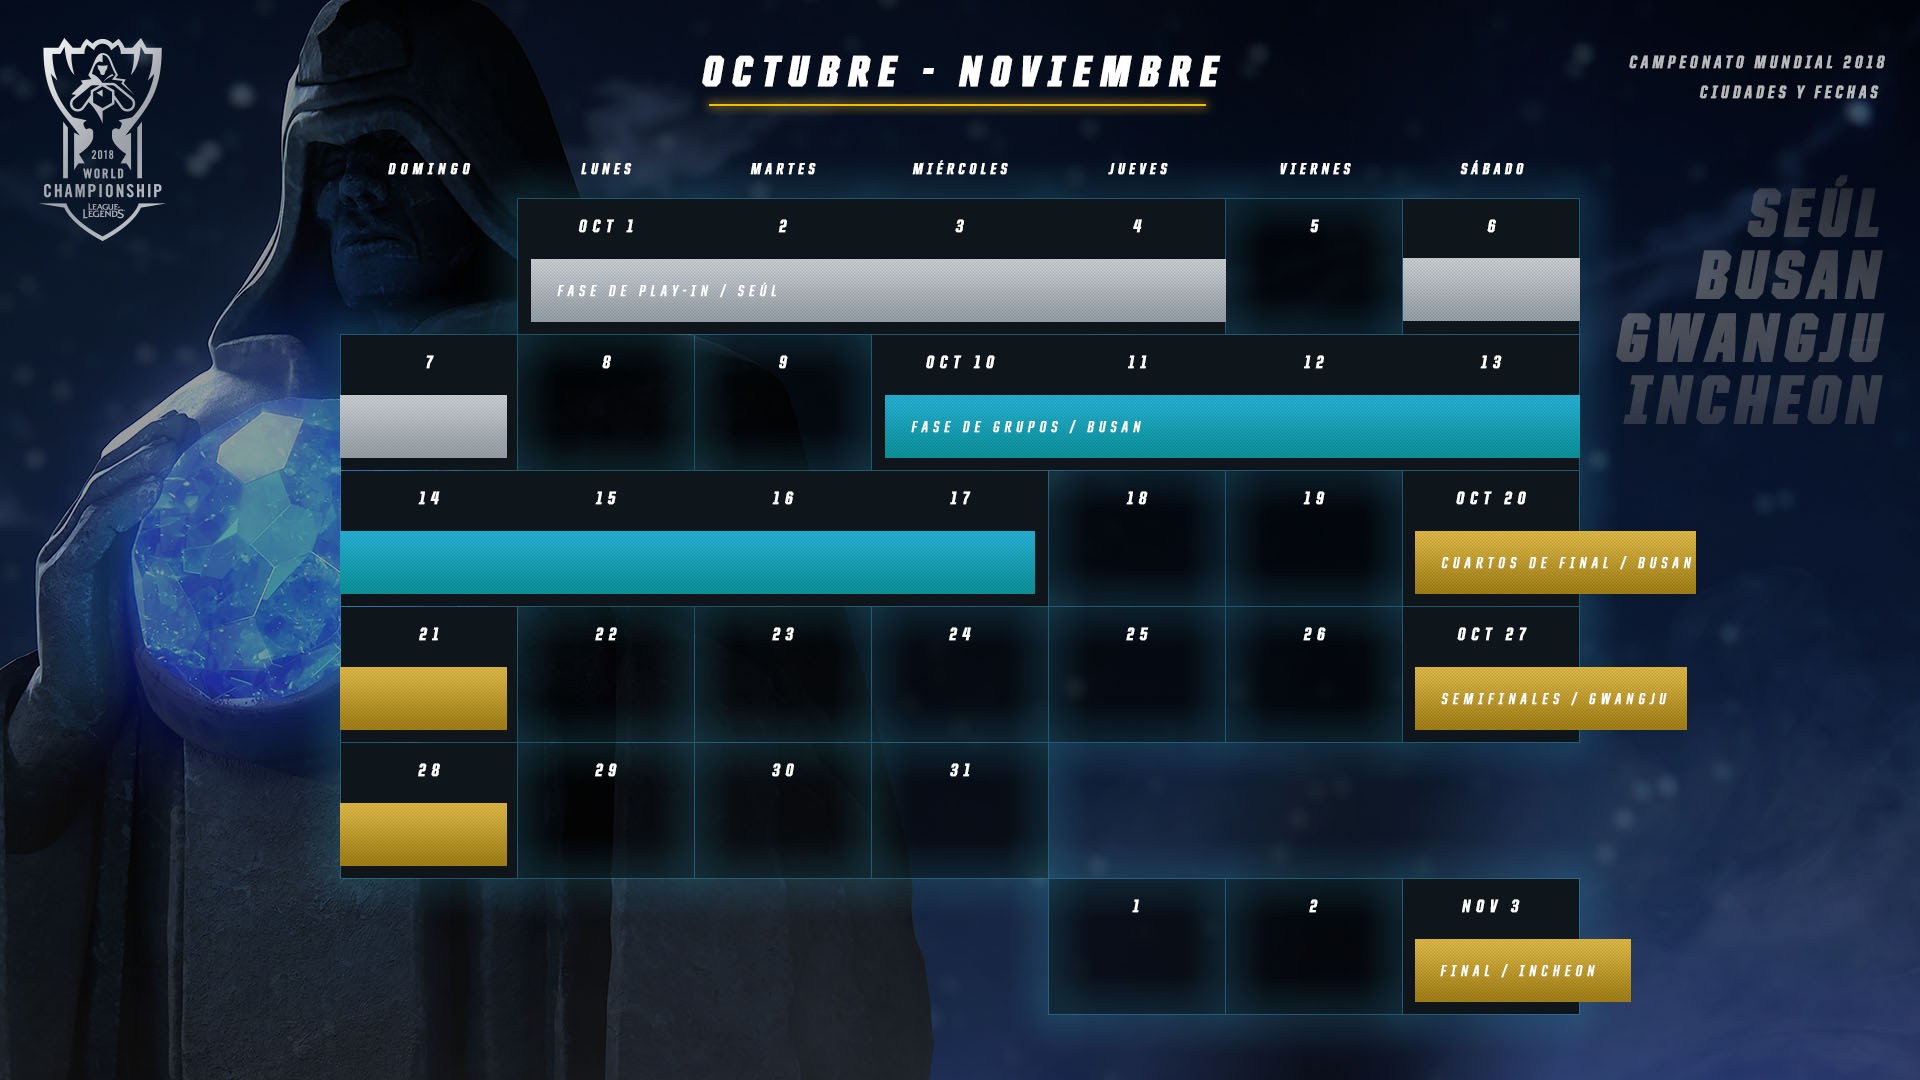 2018
WORLD
CHAMPIONSHIP
LEAGUE OF
LEGENDS
OCTUBRE - NOVIEMBRE
CAMPEONATO MUNDIAL 2018
CIUDADES Y FECHAS
SEÚL
BUSAN
GWANGJU
INCHEON
DOMINGO LUNES MARTES MIÉRCOLES JUEVES VIERNES SÁBADO
OCT 1 2 3 4 5 6
FASE DE PLAY-IN / SEÚL
7 8 9 OCT 10 11 12 13
FASE DE GRUPOS / BUSAN
14 15 16 17 18 19 OCT 20
CUARTOS DE FINAL / BUSAN
21 22 23 24 25 26 OCT 27
SEMIFINALES / GWANGJU
28 29 30 31
1 2 NOV 3
FINAL / INCHEON